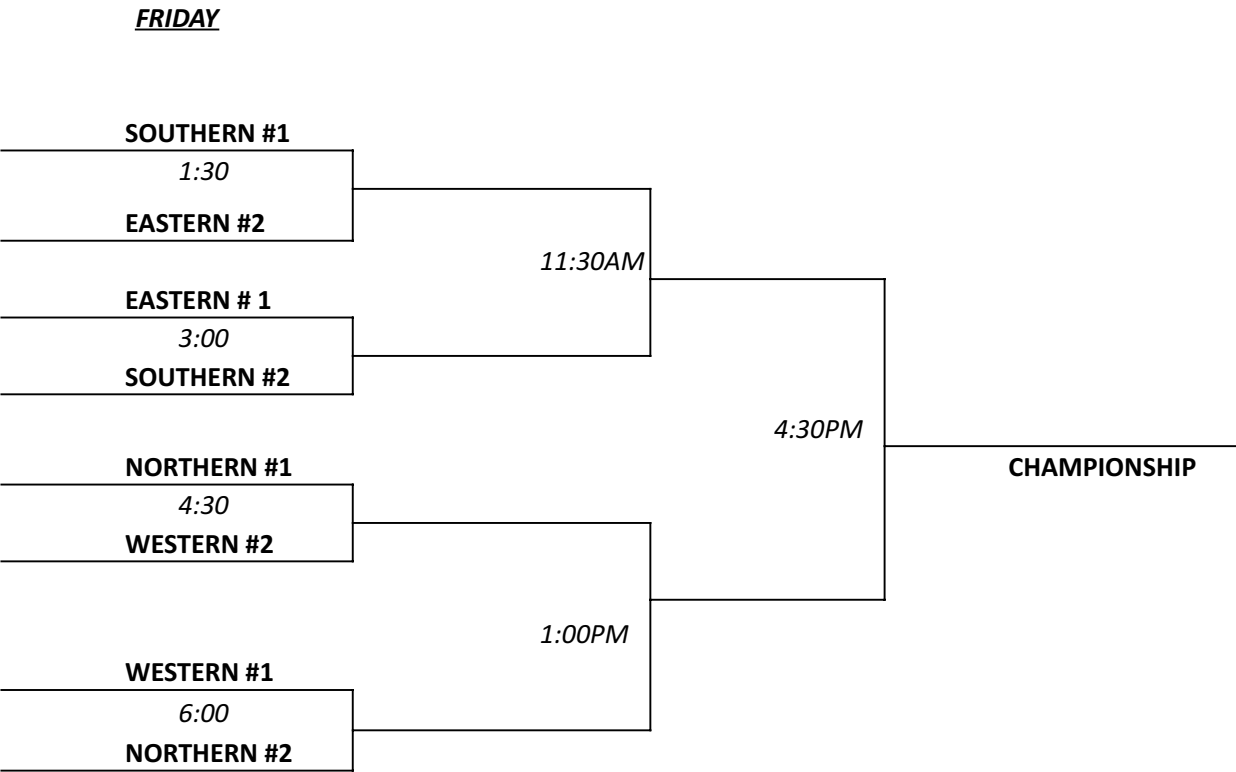 FRIDAY
SOUTHERN #1
1:30
EASTERN #2
11:30AM
EASTERN # 1
3:00
SOUTHERN #2
4:30PM
NORTHERN #1
CHAMPIONSHIP
4:30
WESTERN #2
1:00PM
WESTERN #1
6:00
NORTHERN #2